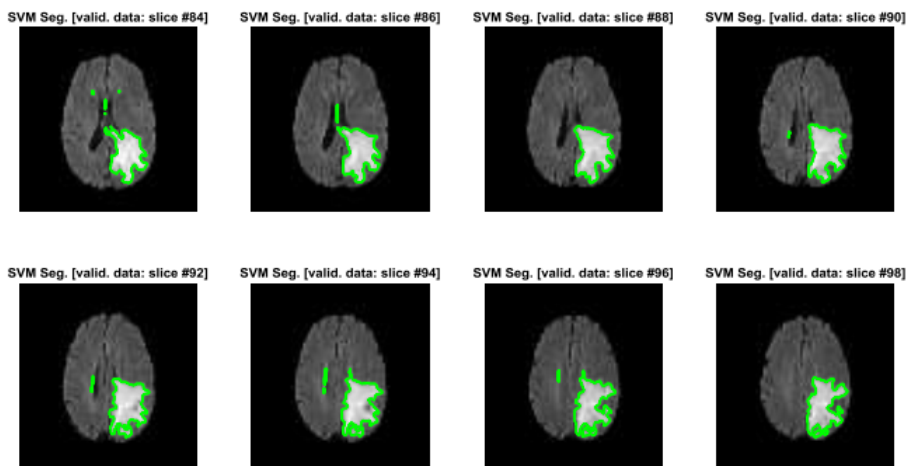 SVM Seg. [valid. data: slice #84]
SVM Seg. [valid. data: slice #86]
SVM Seg. [valid. data: slice #88]
SVM Seg. [valid. data: slice #90]
SVM Seg. [valid. data: slice #92]
SVM Seg. [valid. data: slice #94]
SVM Seg. [valid. data: slice #96]
SVM Seg. [valid. data: slice #98]